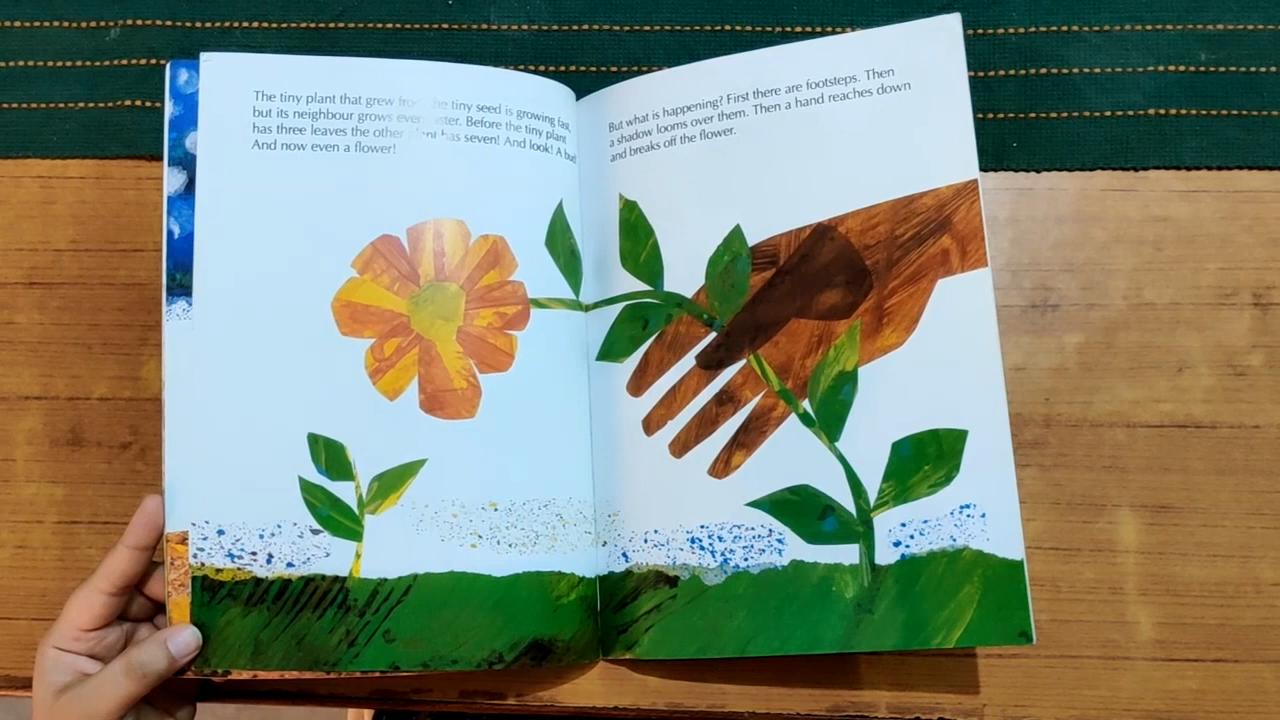 The tiny plant that grew from the tiny seed is growing fast,
but its neighbour grows even faster. Before the tiny plant
has three leaves the other plant has seven! And look! A bud
And now even a flower!
But what is happening? First there are footsteps. Then
a shadow looms over them. Then a hand reaches down
and breaks off the flower.